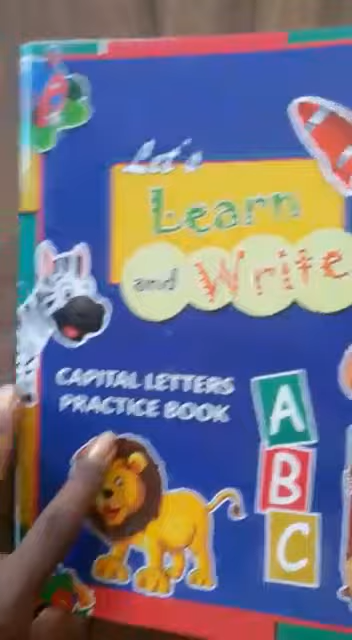 Let's
Learn
and Write
CAPITAL LETTERS
PRACTICE BOOK
A
B
C